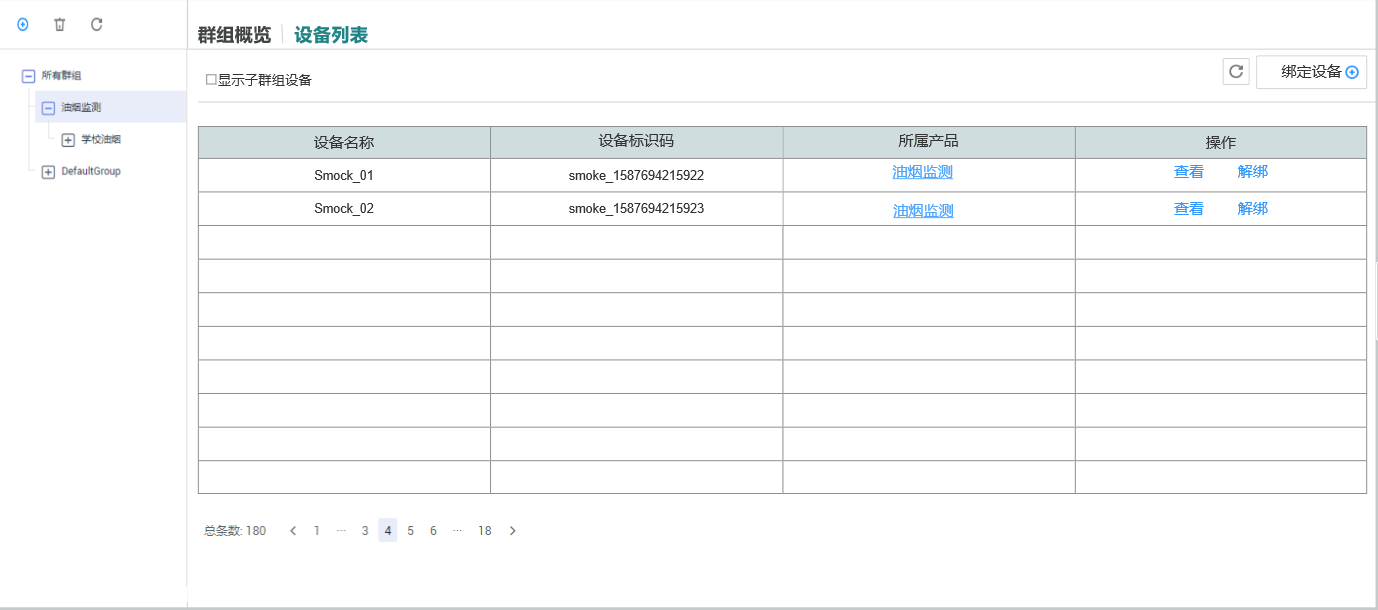 群组概览 设备列表
所有群组
油烟监测
学校油烟
DefaultGroup
显示子群组设备
绑定设备
设备名称 设备标识码 所属产品 操作
Smock_01 smoke_1587694215922 油烟监测 查看 解绑
Smock_02 smoke_1587694215923 油烟监测 查看 解绑
总条数: 180 < 1 ··· 3 4 5 6 ··· 18 >